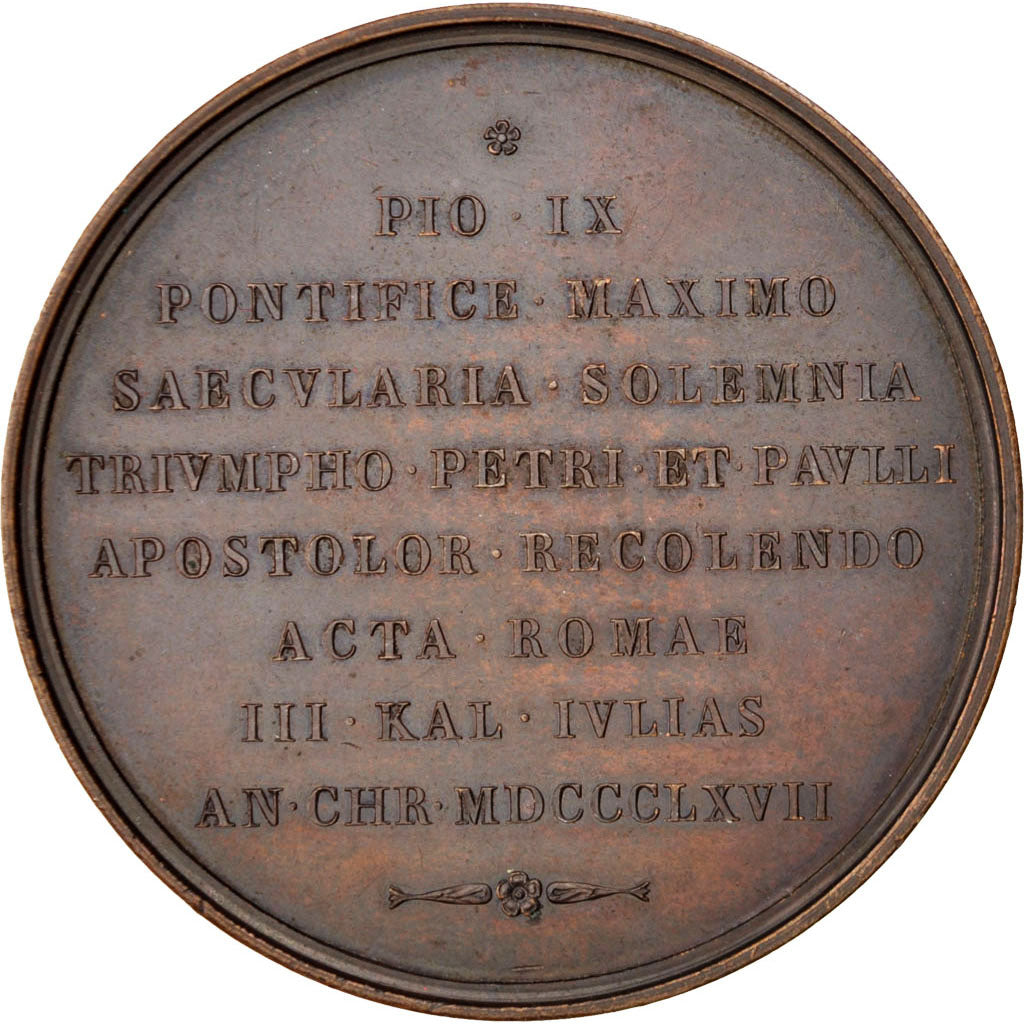 PIO · IX
PONTIFICE · MAXIMO
SAECVLARIA · SOLEMNIA
TRIVMPHO · PETRI · ET · PAVLLI
APOSTOLOR · RECOLENDO
ACTA · ROMAE
III · KAL · IVLIAS
AN · CHR · MDCCCLXVII